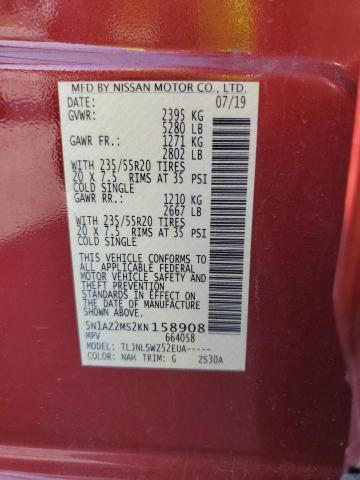 MFD BY NISSAN MOTOR CO., LTD.
DATE: 07/19
GVWR: 2395 KG
5280 LB
GAWR FR.: 1271 KG
2802 LB
WITH 235/55R20 TIRES
20 x 7.5 RIMS AT 35 PSI
COLD SINGLE
GAWR RR.: 1210 KG
2667 LB
WITH 235/55R20 TIRES
20 x 7.5 RIMS AT 35 PSI
COLD SINGLE
THIS VEHICLE CONFORMS TO
ALL APPLICABLE FEDERAL
MOTOR VEHICLE SAFETY
AND THEFT PREVENTION
STANDARDS IN EFFECT ON
THE DATE OF MANUFACTURE
SHOWN ABOVE.
5N1AZ2MS2KN158908
MPV 664058
MODEL: TLJNLSWZ52EUA-----
COLOR: NAH TRIM: G ZS30A